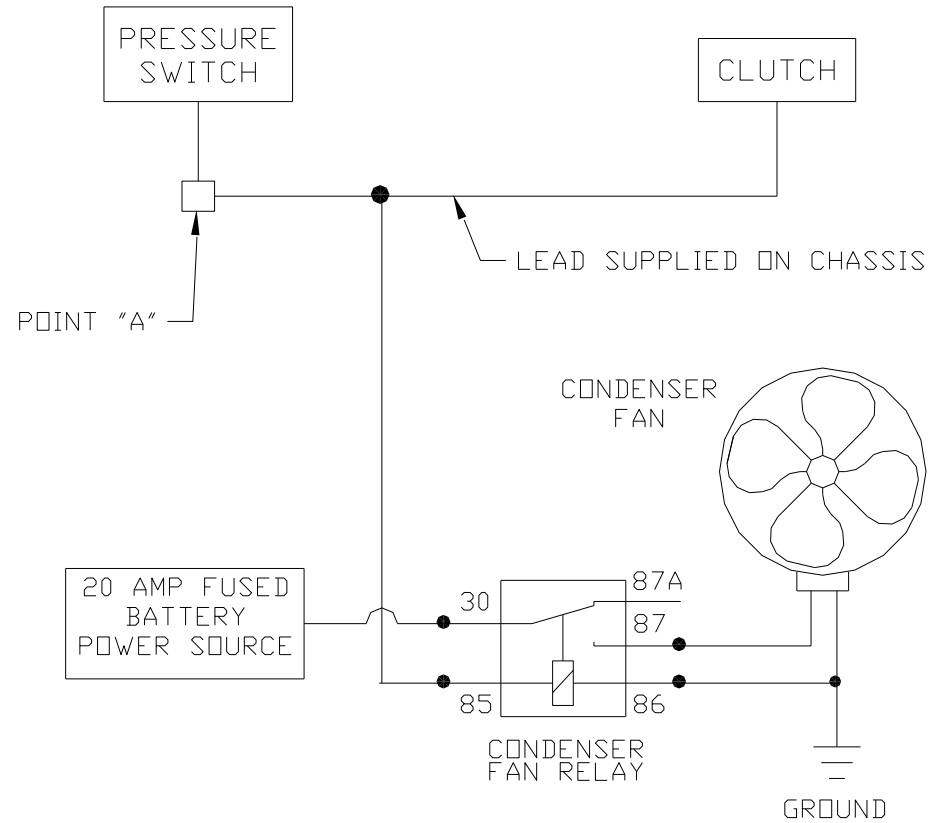 PRESSURE
SWITCH
CLUTCH
LEAD SUPPLIED ON CHASSIS
POINT "A"
CONDENSER
FAN
20 AMP FUSED
BATTERY
POWER SOURCE
30
87A
87
85
86
CONDENSER
FAN RELAY
GROUND